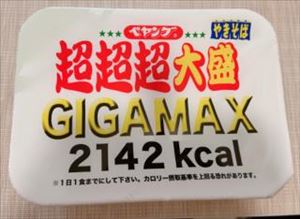 ペヤング やきそば
超超超大盛
GIGAMAX
2142 kcal
※1日1食までにして下さい。カロリー摂取基準を上回る恐れがあります。